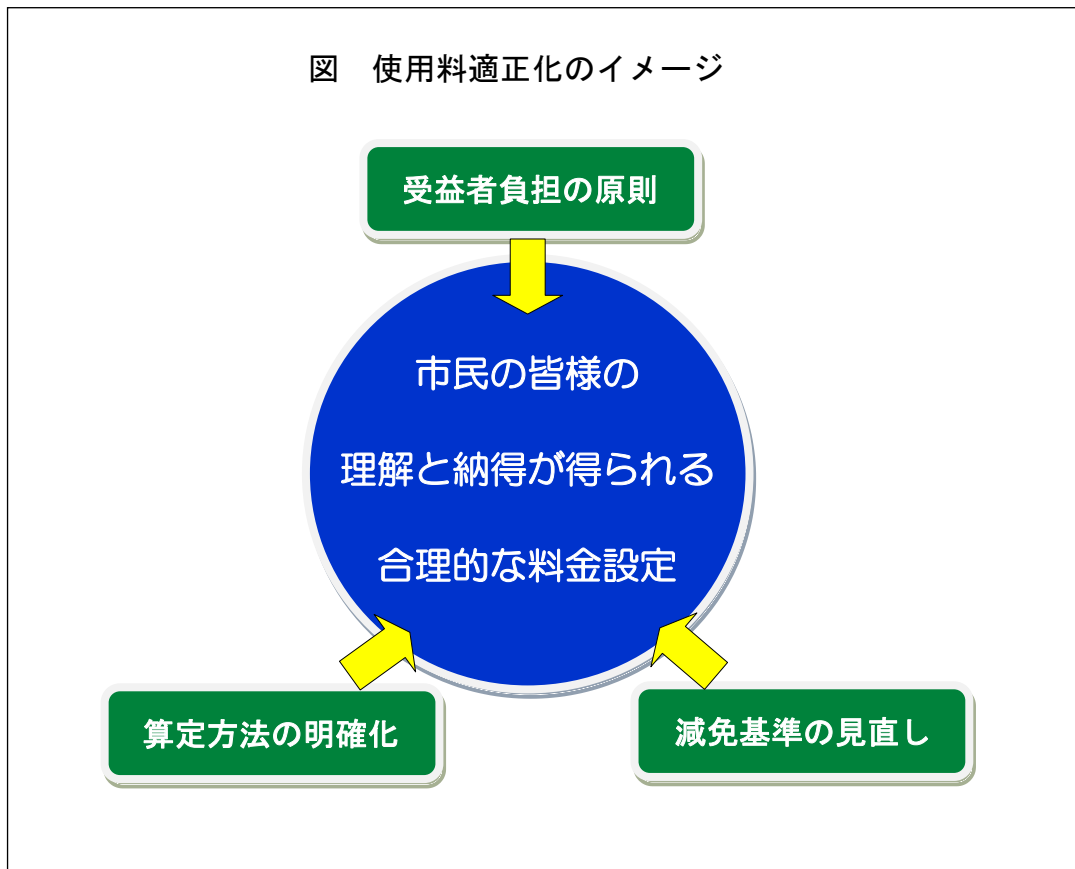 図　使用料適正化のイメージ
受益者負担の原則
市民の皆様の
理解と納得が得られる
合理的な料金設定
算定方法の明確化
減免基準の見直し